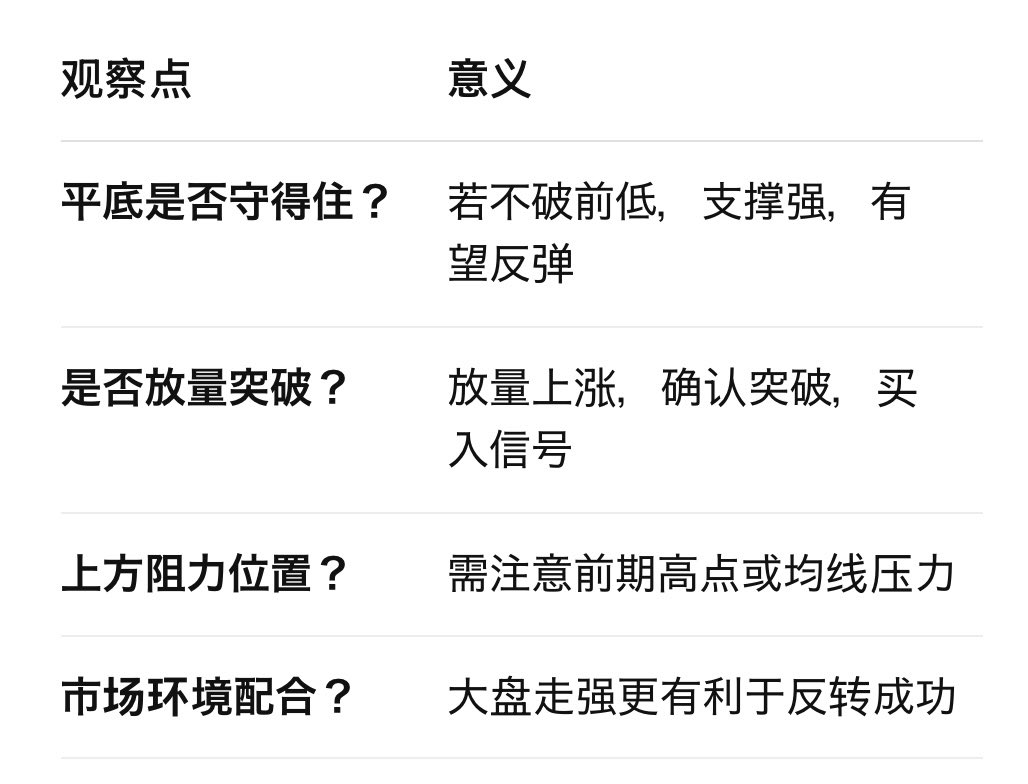 观察点 意义
平底是否守得住？ 若不破前低，支撑强，有
望反弹
是否放量突破？ 放量上涨，确认突破，买
入信号
上方阻力位置？ 需注意前期高点或均线压力
市场环境配合？ 大盘走强更有利于反转成功